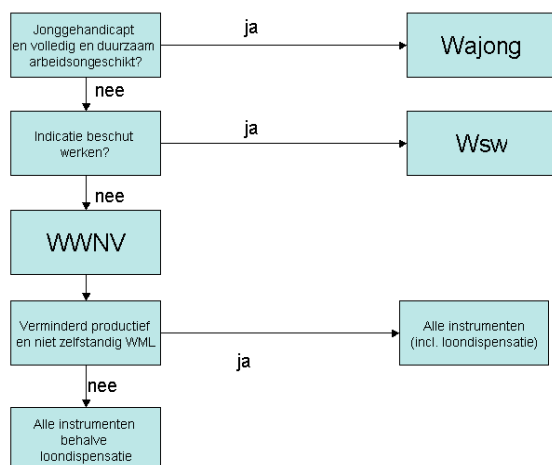 Jonggehandicapt
en volledig en duurzaam
arbeidsongeschikt?
ja
Wajong
nee
Indicatie beschut
werken?
ja
Wsw
nee
WWNV
Verminderd productief
en niet zelfstandig WML
ja
Alle instrumenten
(incl. loondispensatie)
nee
Alle instrumenten
behalve
loondispensatie